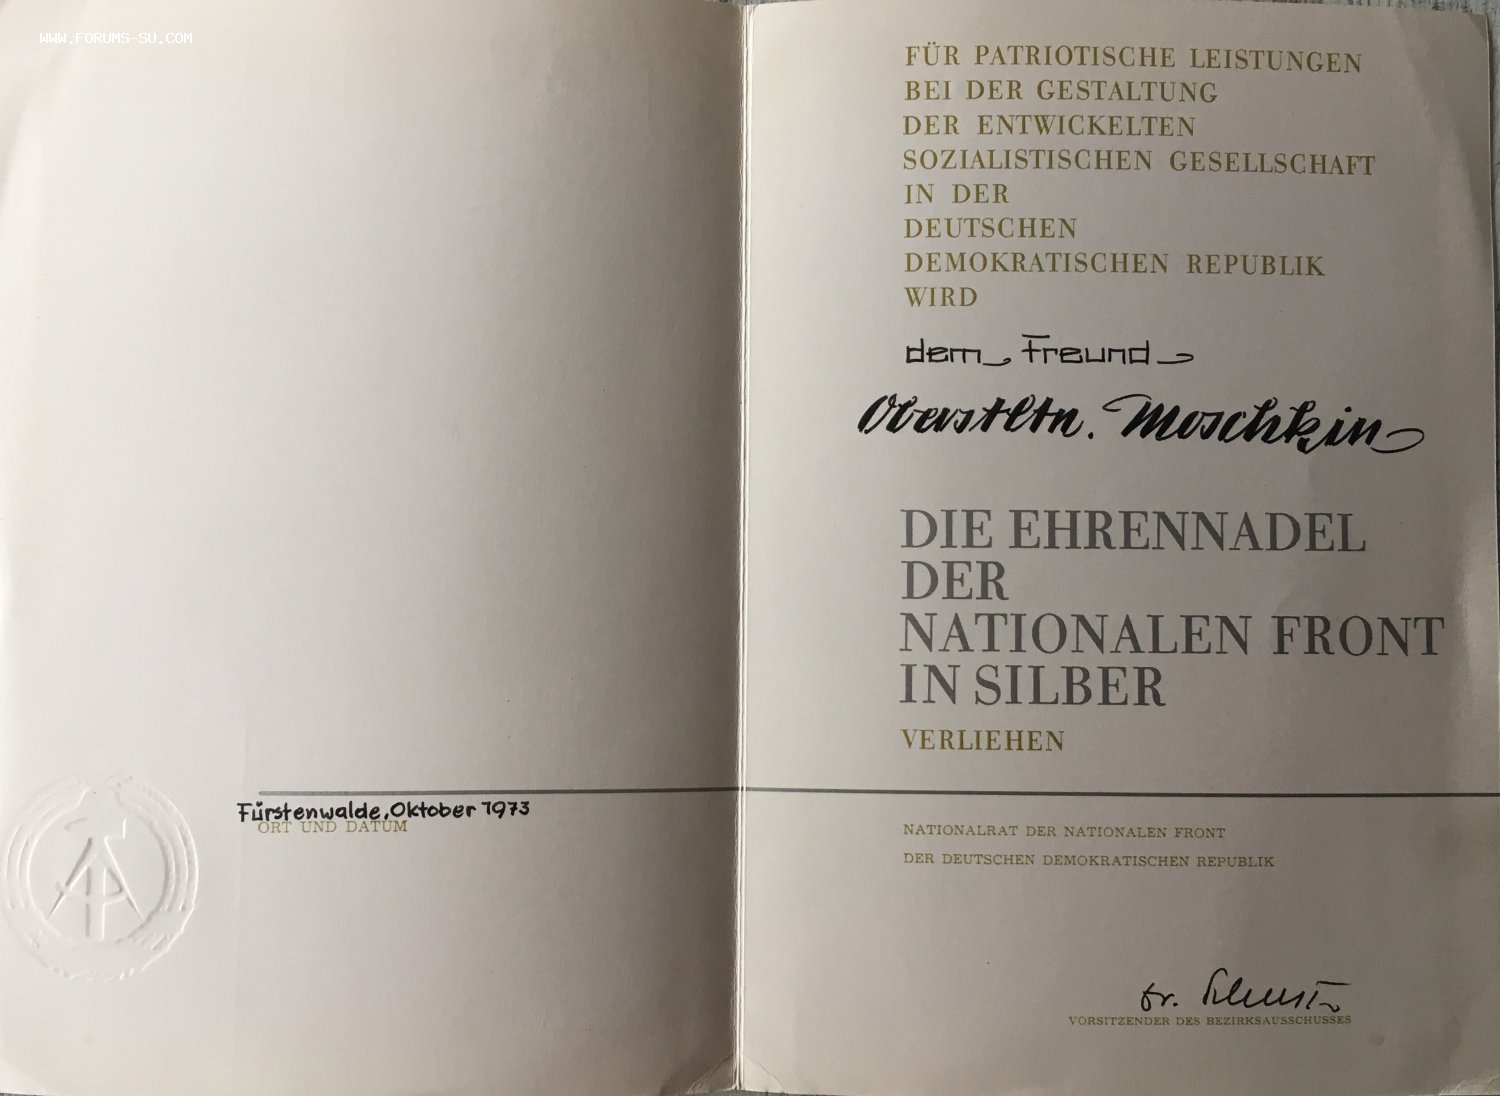 WWW.FORUMS-SU.COM
FÜR PATRIOTISCHE LEISTUNGEN
BEI DER GESTALTUNG
DER ENTWICKELTEN
SOZIALISTISCHEN GESELLSCHAFT
IN DER
DEUTSCHEN
DEMOKRATISCHEN REPUBLIK
WIRD
dem Freund
Oberstltn. Moschkin
DIE EHRENNADEL
DER
NATIONALEN FRONT
IN SILBER
VERLIEHEN
Fürstenwalde, Oktober 1973
ORT UND DATUM
NATIONALRAT DER NATIONALEN FRONT
DER DEUTSCHEN DEMOKRATISCHEN REPUBLIK
VORSITZENDER DES BEZIRKSAUSSCHUSSES